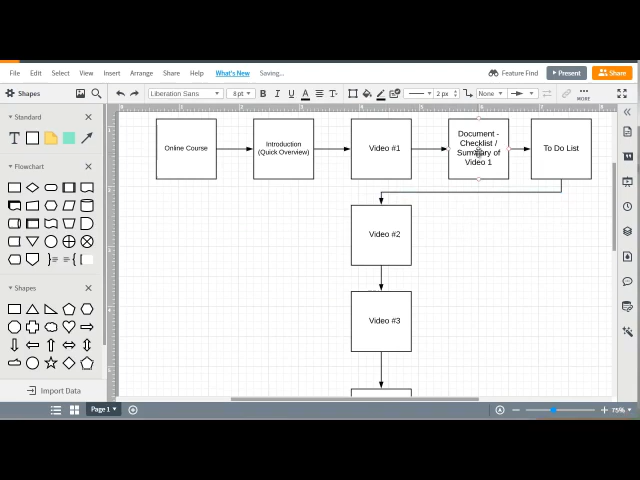 File Edit View Insert Arrange Share Help What's New Saving... Feature Find Present Share
Shapes Liberation Sans 8 pt B I U A T 2 px None MORE
Standard
T
Flowchart
Shapes
Import Data
Online Course
Introduction
(Quick Overview)
Video #1
Document -
Checklist /
Summary of
Video 1
To Do List
Video #2
Video #3
Page 1
75%